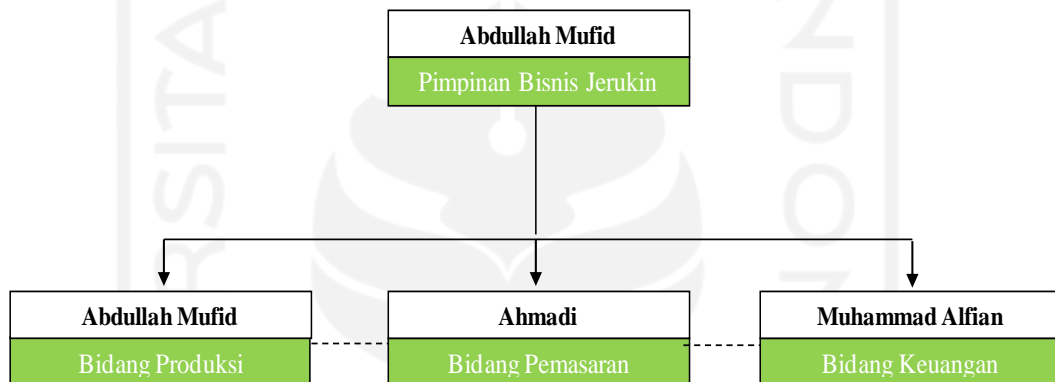 Abdullah Mufid
Pimpinan Bisnis Jerukin
Abdullah Mufid
Bidang Produksi
Ahmadi
Bidang Pemasaran
Muhammad Alfian
Bidang Keuangan